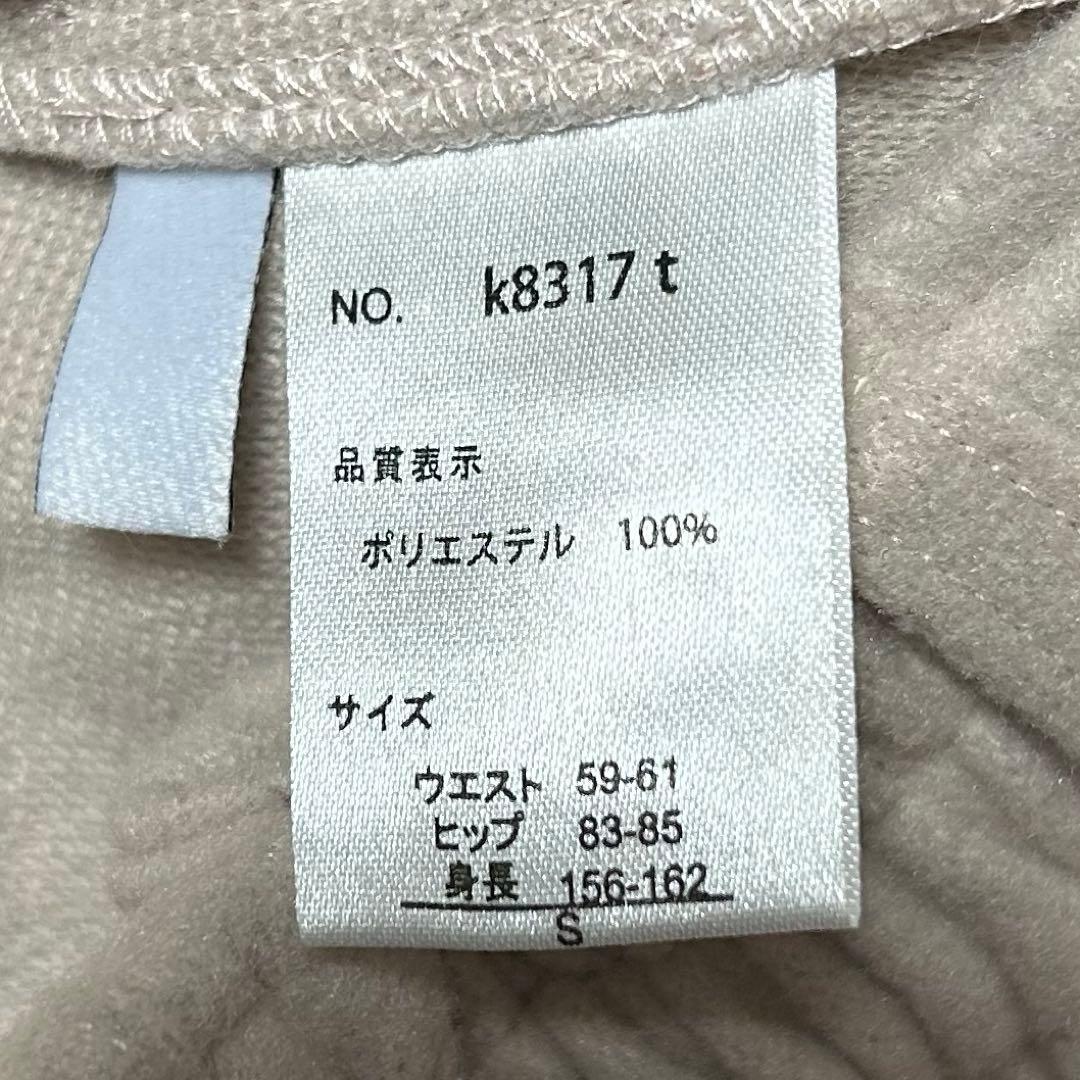 NO. k8317 t
品質表示
ポリエステル 100%
サイズ
ウエスト 59-61
ヒップ 83-85
身長 156-162
S